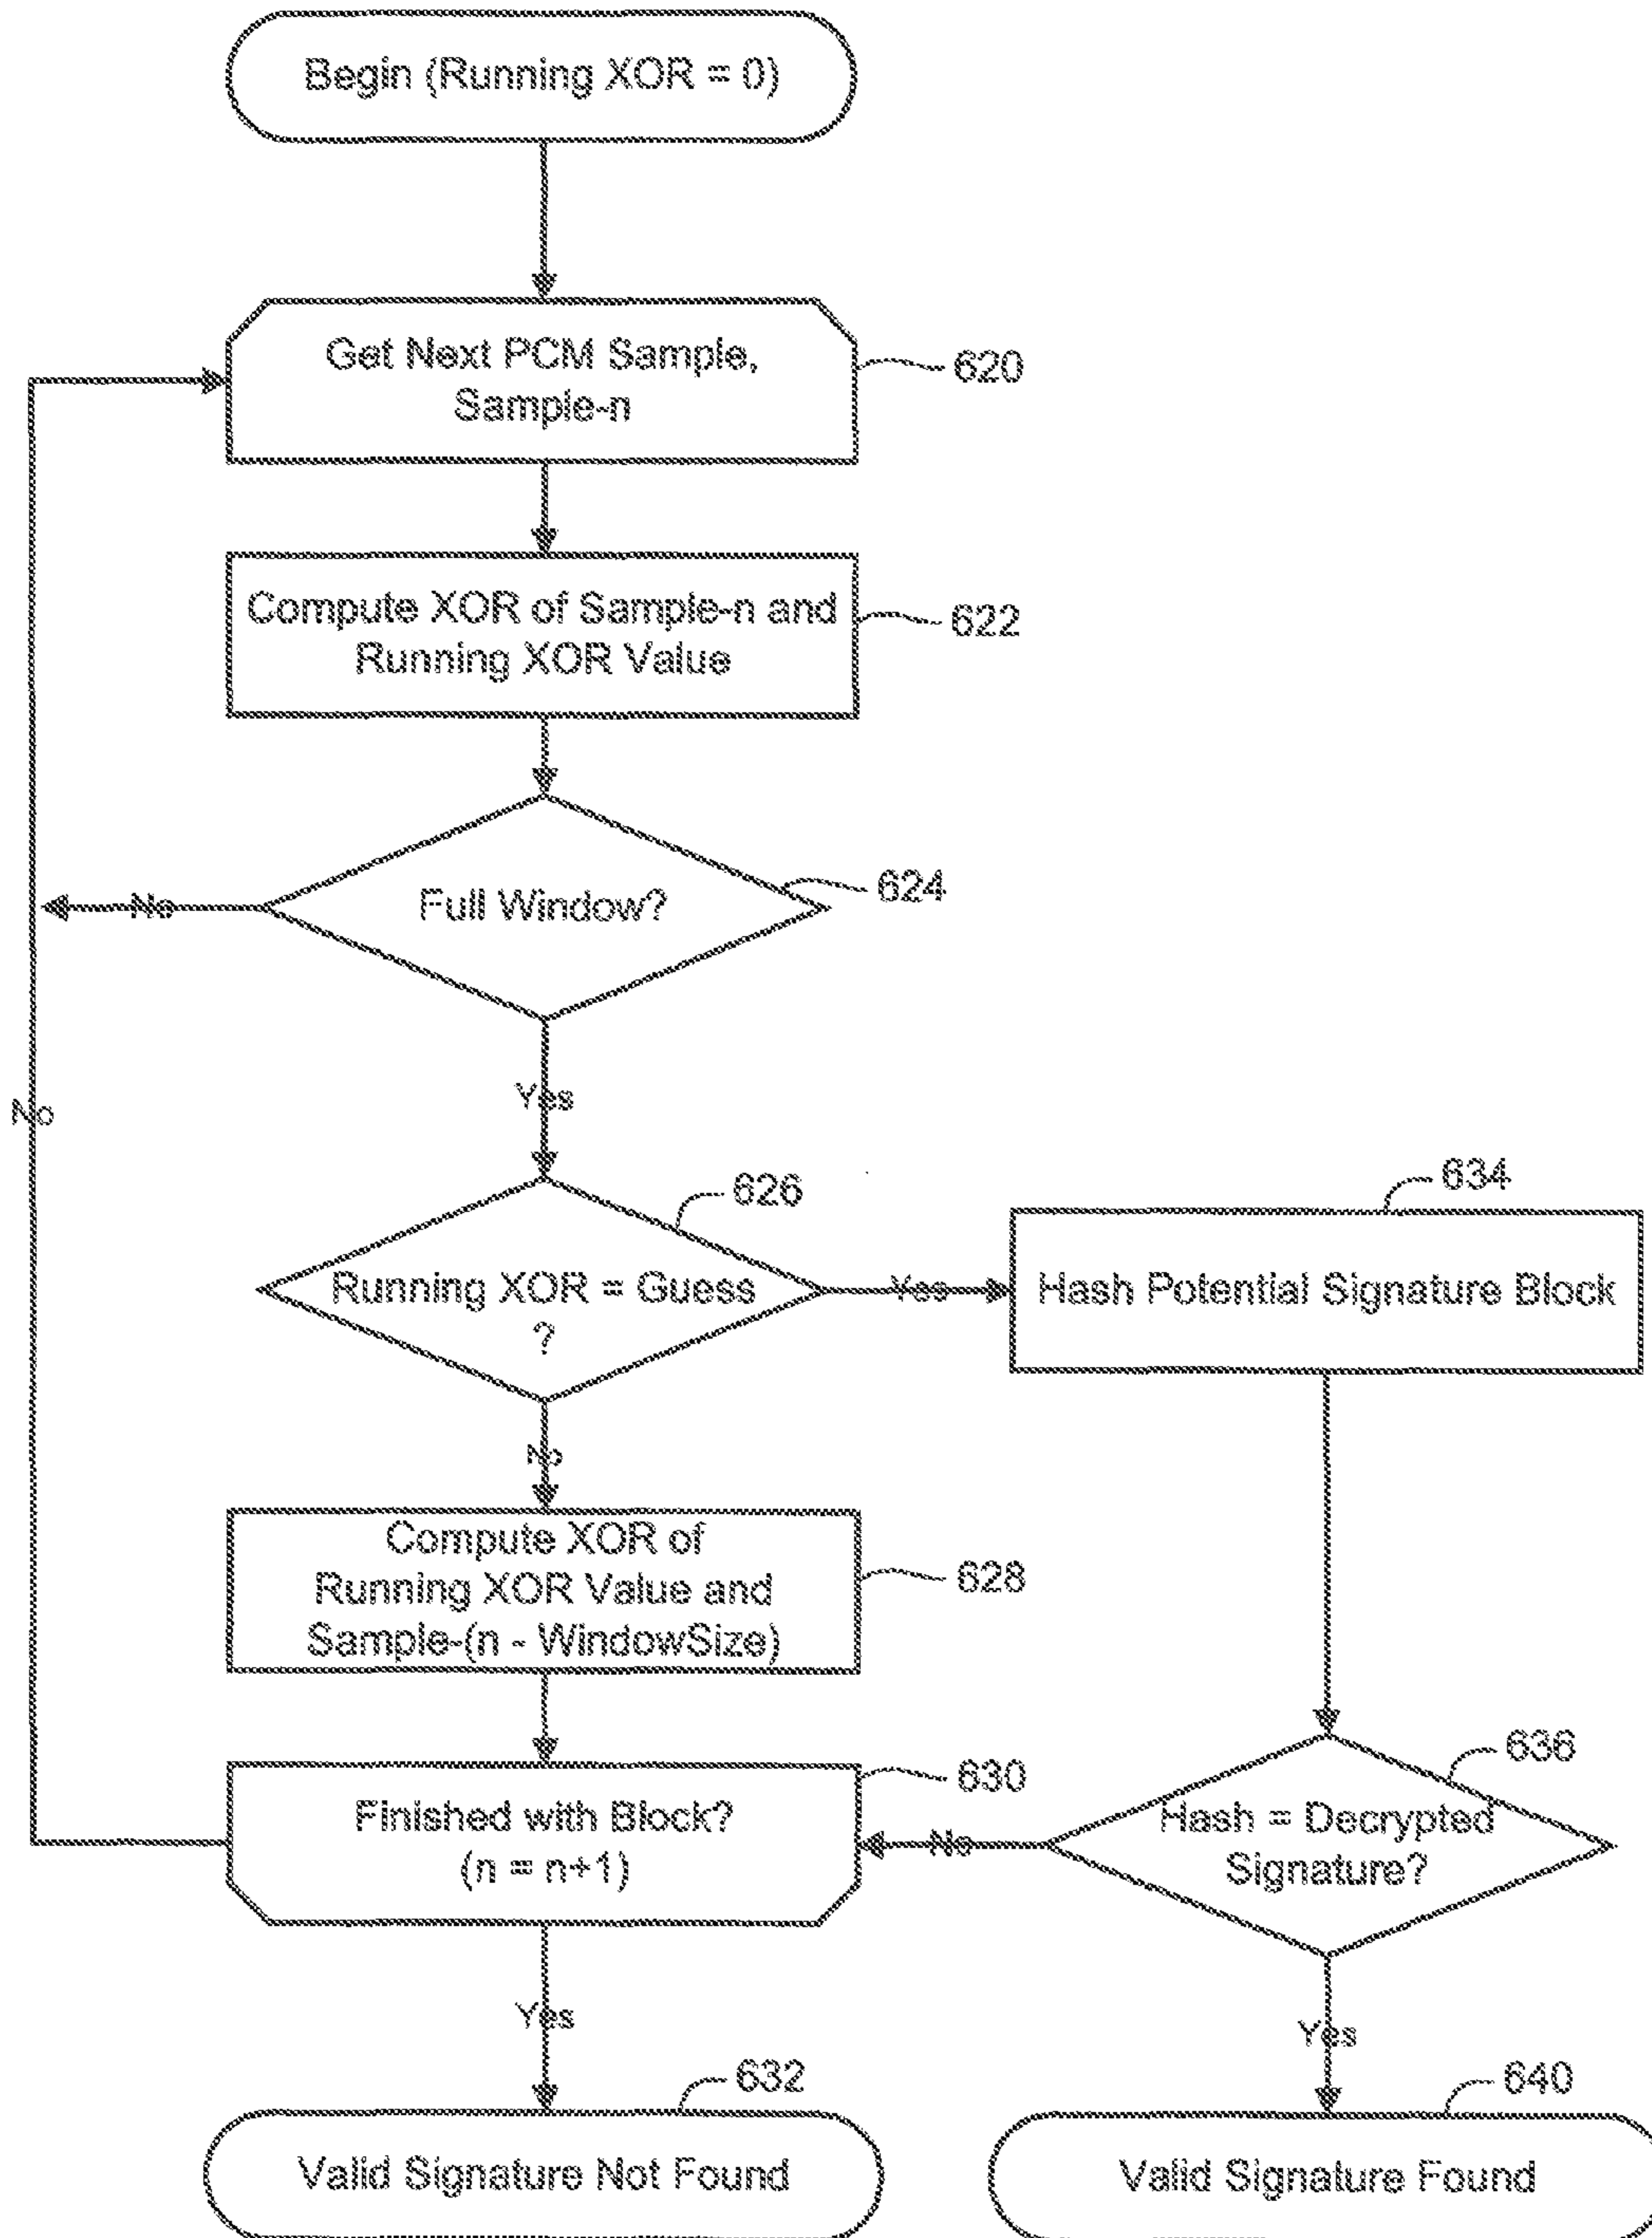 Begin (Running XOR = 0)
Get Next PCM Sample,
Sample-n
620
Compute XOR of Sample-n and
Running XOR Value
622
Full Window?
624
No
Yes
No
626
Running XOR = Guess
?
Yes
634
Hash Potential Signature Block
No
Compute XOR of
Running XOR Value and
Sample-(n - WindowSize)
628
Finished with Block?
(n = n+1)
630
No
636
Hash = Decrypted
Signature?
Yes
Yes
632
Valid Signature Not Found
640
Valid Signature Found